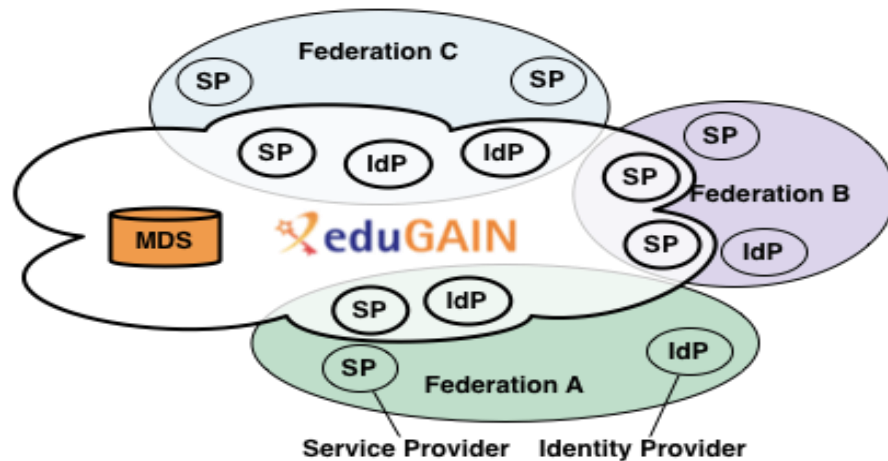 Federation C
SP
SP
SP
IdP
IdP
SP
SP
Federation B
MDS
eduGAIN
SP
IdP
SP
IdP
SP
IdP
Federation A
Service Provider
Identity Provider